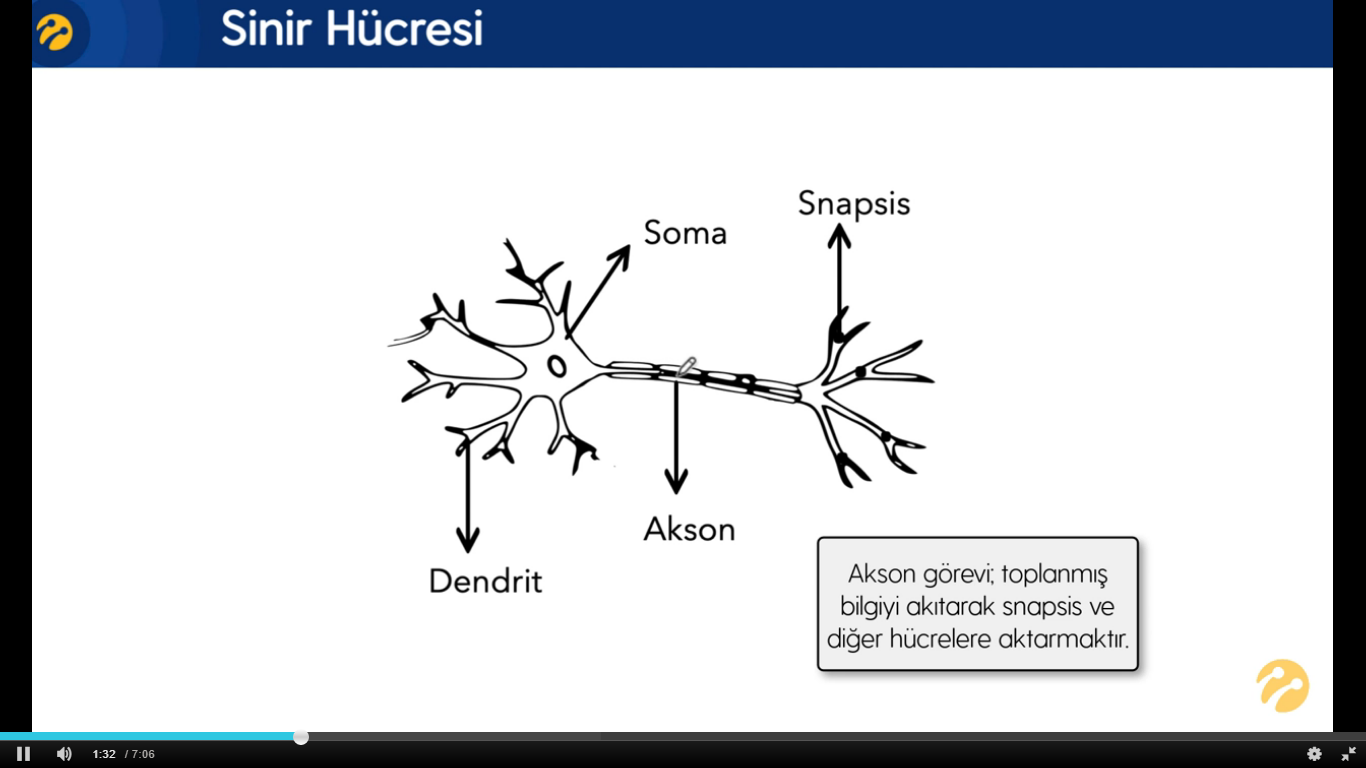 Sinir Hücresi
Snapsis
Soma
Akson
Dendrit
Akson görevi; toplanmış
bilgiyi akıtarak snapsis ve
diğer hücrelere aktarmaktır.
1:32 / 7:06